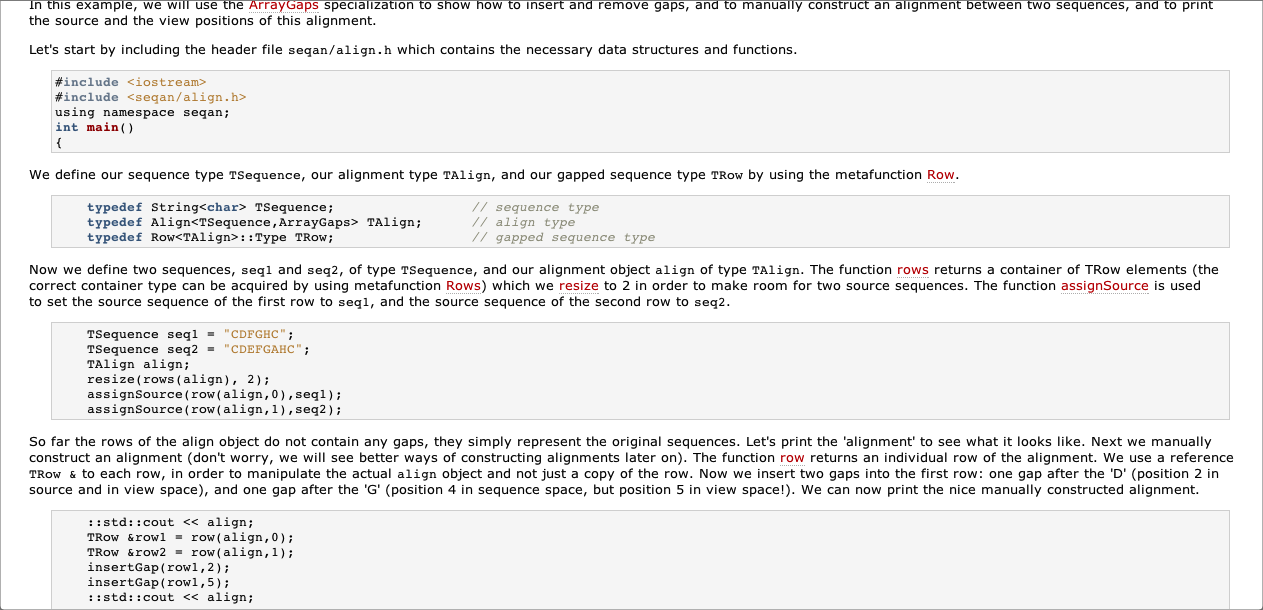 In this example, we will use the ArrayGaps specialization to show how to insert and remove gaps, and to manually construct an alignment between two sequences, and to print
the source and the view positions of this alignment.
Let's start by including the header file seqan/align.h which contains the necessary data structures and functions.
#include <iostream>
#include <seqan/align.h>
using namespace seqan;
int main()
{
We define our sequence type TSequence, our alignment type TAlign, and our gapped sequence type TRow by using the metafunction Row.
typedef String<char> TSequence; // sequence type
typedef Align<TSequence,ArrayGaps> TAlign; // align type
typedef Row<TAlign>::Type TRow; // gapped sequence type
Now we define two sequences, seq1 and seq2, of type TSequence, and our alignment object align of type TAlign. The function rows returns a container of TRow elements (the
correct container type can be acquired by using metafunction Rows) which we resize to 2 in order to make room for two source sequences. The function assignSource is used
to set the source sequence of the first row to seq1, and the source sequence of the second row to seq2.
TSequence seq1 = "CDFGHC";
TSequence seq2 = "CDEFGAHC";
TAlign align;
resize(rows(align), 2);
assignSource(row(align,0),seq1);
assignSource(row(align,1),seq2);
So far the rows of the align object do not contain any gaps, they simply represent the original sequences. Let's print the 'alignment' to see what it looks like. Next we manually
construct an alignment (don't worry, we will see better ways of constructing alignments later on). The function row returns an individual row of the alignment. We use a reference
TRow & to each row, in order to manipulate the actual align object and not just a copy of the row. Now we insert two gaps into the first row: one gap after the 'D' (position 2 in
source and in view space), and one gap after the 'G' (position 4 in sequence space, but position 5 in view space!). We can now print the nice manually constructed alignment.
::std::cout << align;
TRow &row1 = row(align,0);
TRow &row2 = row(align,1);
insertGap(row1,2);
insertGap(row1,5);
::std::cout << align;